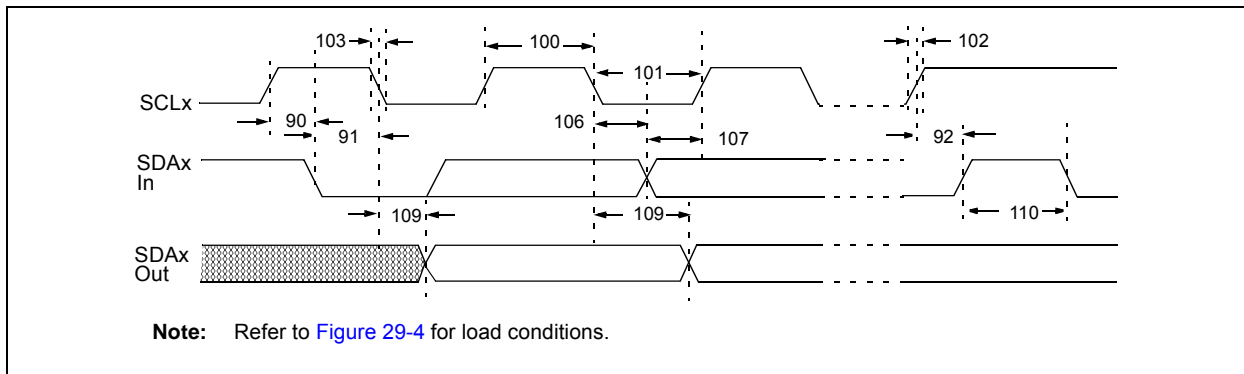 103
100
102
101
SCLx
90
106
91
107
92
SDAx
In
109
109
110
SDAx
Out
Note: Refer to Figure 29-4 for load conditions.